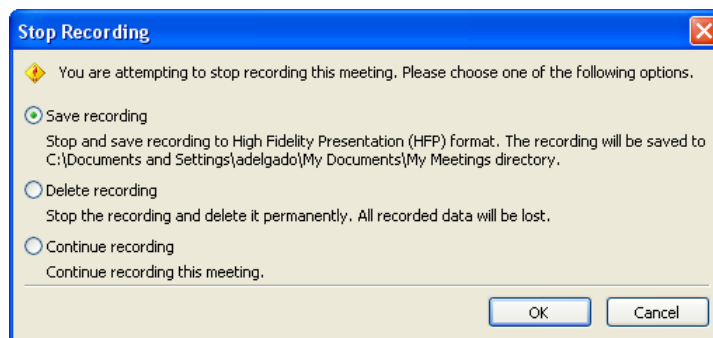 Stop Recording
You are attempting to stop recording this meeting. Please choose one of the following options.
Save recording
Stop and save recording to High Fidelity Presentation (HFP) format. The recording will be saved to
C:\Documents and Settings\adelgado\My Documents\My Meetings directory.
Delete recording
Stop the recording and delete it permanently. All recorded data will be lost.
Continue recording
Continue recording this meeting.
OK Cancel